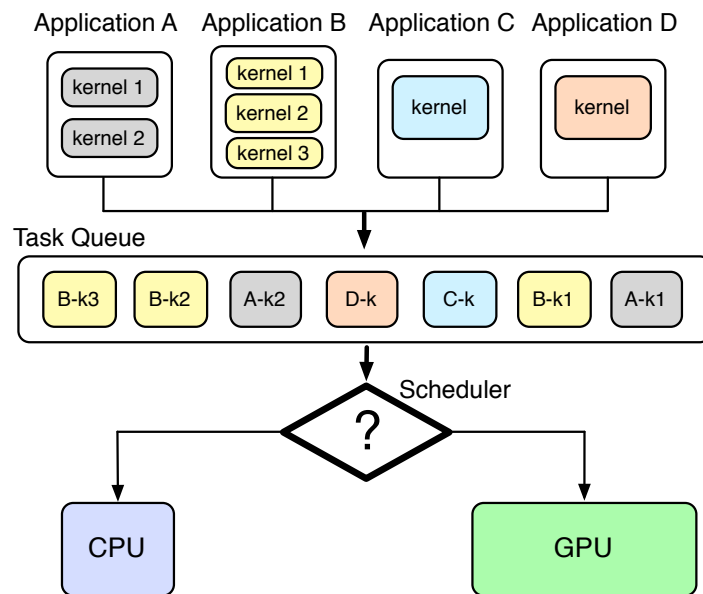 Application A
Application B
Application C
Application D
kernel 1
kernel 2
kernel 1
kernel 2
kernel 3
kernel
kernel
Task Queue
B-k3
B-k2
A-k2
D-k
C-k
B-k1
A-k1
Scheduler
?
CPU
GPU